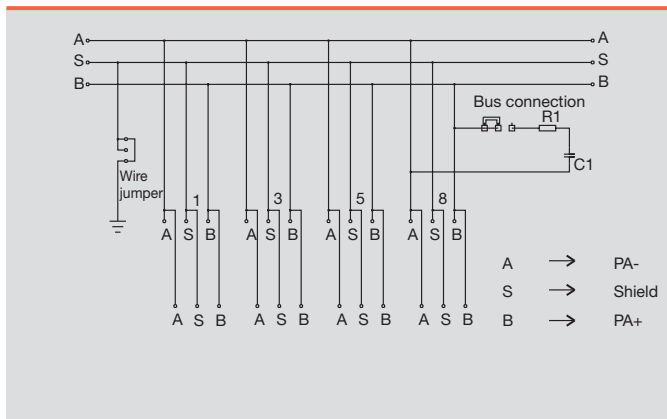 A A
S S
B B
Bus connection
R1
C1
Wire
jumper
1 3 5 8
A S B A S B A S B A S B
A → PA-
S → Shield
B → PA+
A S B A S B A S B A S B